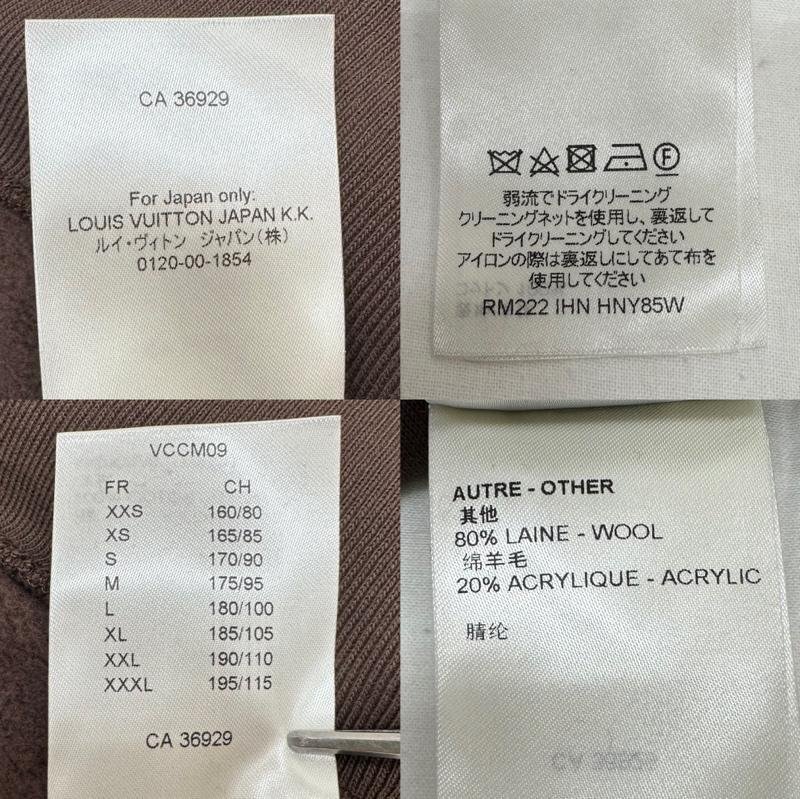 CA 36929
For Japan only:
LOUIS VUITTON JAPAN K.K.
ルイ・ヴィトン ジャパン(株)
0120-00-1854
F
弱流でドライクリーニング
クリーニングネットを使用し、裏返して
ドライクリーニングしてください
アイロンの際は裏返しにしてあて布を
使用してください
RM222 IHN HNY85W
VCCM09
FR CH
XXS 160/80
XS 165/85
S 170/90
M 175/95
L 180/100
XL 185/105
XXL 190/110
XXXL 195/115
CA 36929
AUTRE - OTHER
其他
80% LAINE - WOOL
绵羊毛
20% ACRYLIQUE - ACRYLIC
腈纶